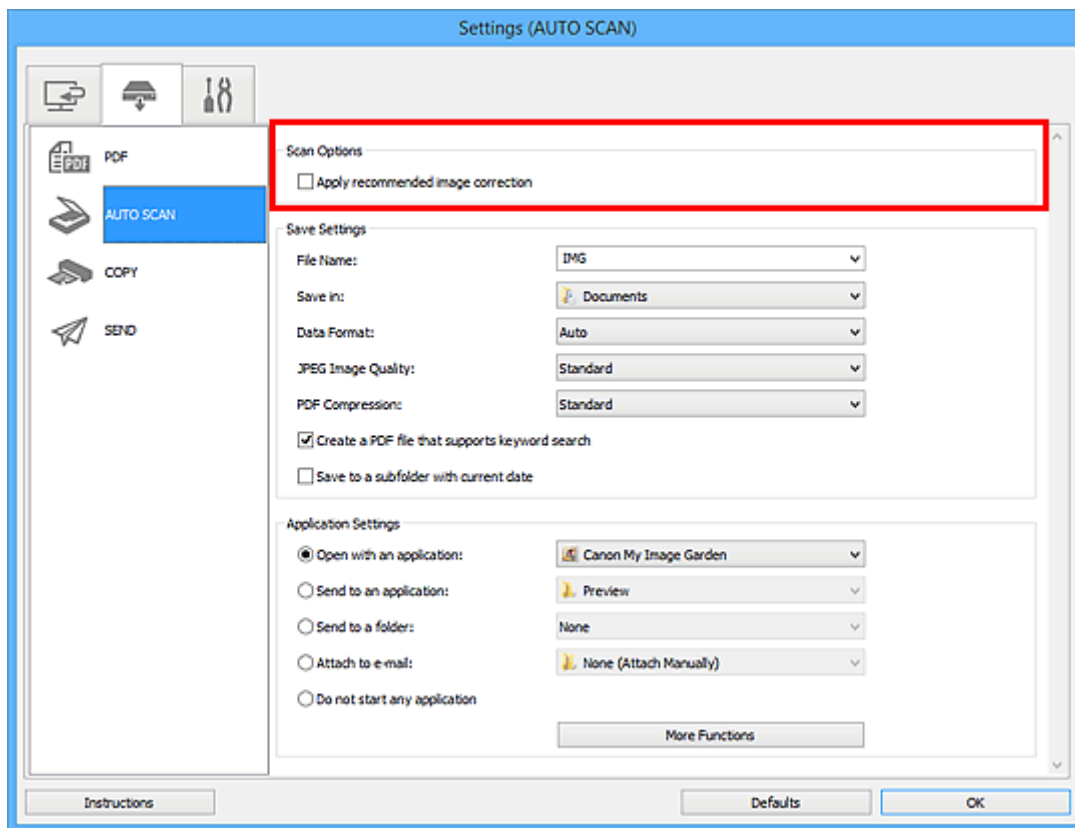 Settings (AUTO SCAN)
PDF
PDF
AUTO SCAN
COPY
SEND
Scan Options
Apply recommended image correction
Save Settings
File Name: IMG
Save in: Documents
Data Format: Auto
JPEG Image Quality: Standard
PDF Compression: Standard
Create a PDF file that supports keyword search
Save to a subfolder with current date
Application Settings
Open with an application: Canon My Image Garden
Send to an application: Preview
Send to a folder: None
Attach to e-mail: None (Attach Manually)
Do not start any application
More Functions
Instructions Defaults OK